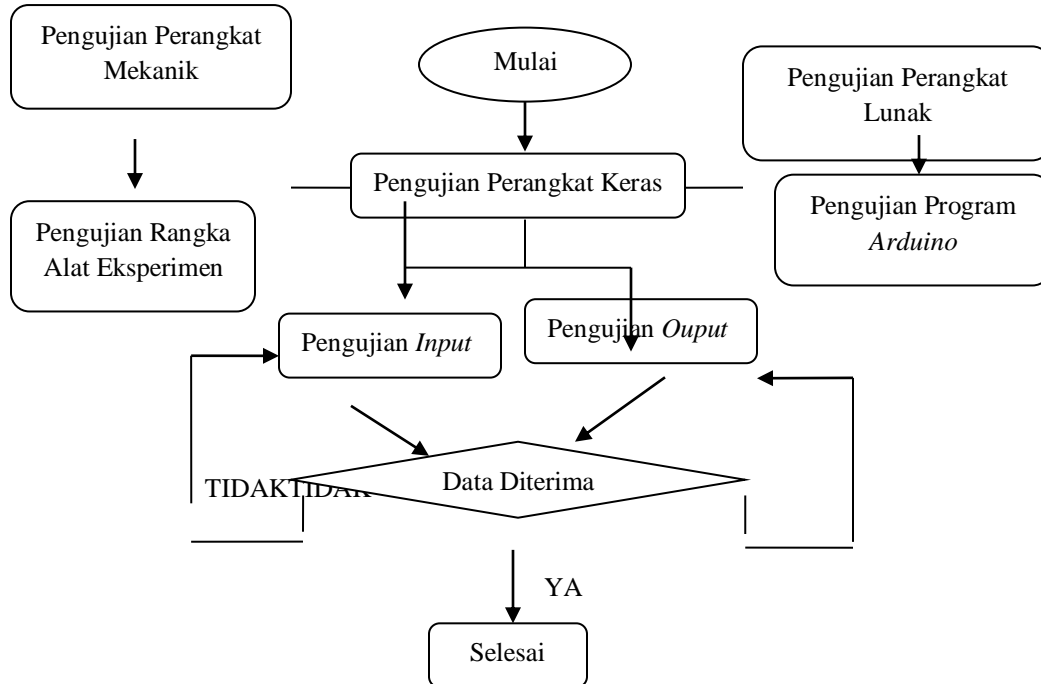 Pengujian Perangkat
Mekanik
Mulai
Pengujian Perangkat
Lunak
Pengujian Perangkat Keras
Pengujian Rangka
Alat Eksperimen
Pengujian Program
Arduino
Pengujian Input
Pengujian Ouput
TIDAKTIDAK
Data Diterima
YA
Selesai